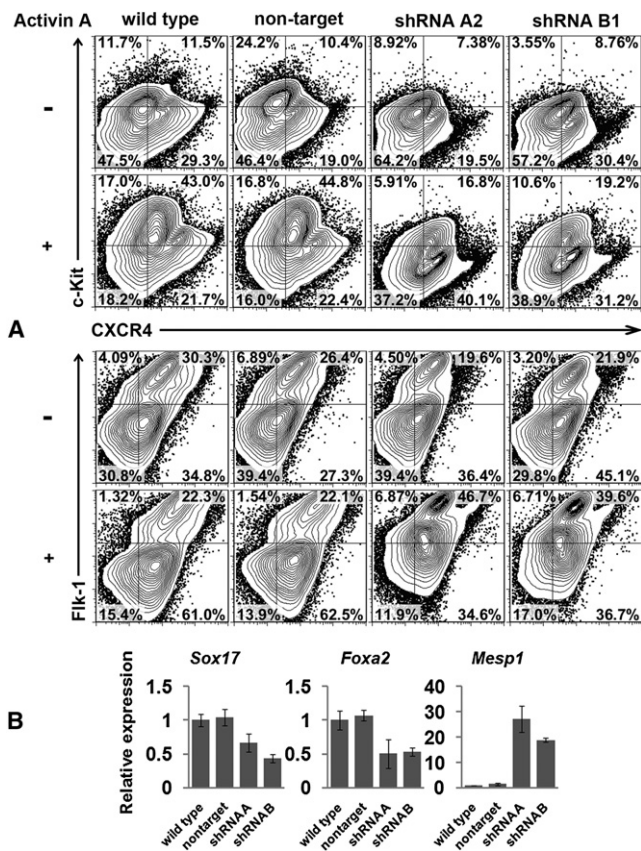 Activin A wild type non-target shRNA A2 shRNA B1
11.7% 11.5% 24.2% 10.4% 8.92% 7.38% 3.55% 8.76%
-
47.5% 29.3% 46.4% 19.0% 64.2% 19.5% 57.2% 30.4%
17.0% 43.0% 16.8% 44.8% 5.91% 16.8% 10.6% 19.2%
+
c-Kit
18.2% 21.7% 16.0% 22.4% 37.2% 40.1% 38.9% 31.2%
A CXCR4
4.09% 30.3% 6.89% 26.4% 4.50% 19.6% 3.20% 21.9%
-
30.8% 34.8% 39.4% 27.3% 39.4% 36.4% 29.8% 45.1%
1.32% 22.3% 1.54% 22.1% 6.87% 46.7% 6.71% 39.6%
+
Flk-1
15.4% 61.0% 13.9% 62.5% 11.9% 34.6% 17.0% 36.7%
Sox17 Foxa2 Mesp1
B
Relative expression
1.5 1.5 40
1 1 30
20
0.5 0.5 10
0 0 0
wild type nontarget shRNAA shRNAB wild type nontarget shRNAA shRNAB wild type nontarget shRNAA shRNAB